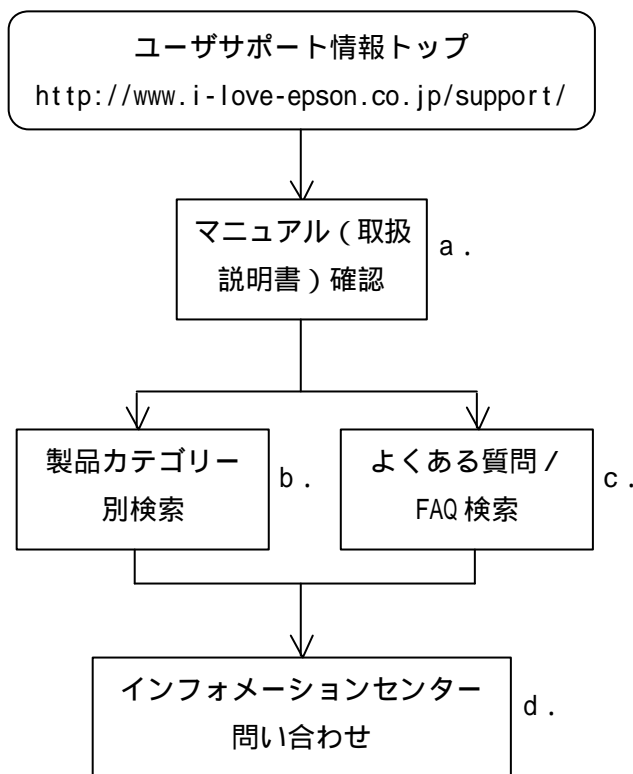 ユーザサポート情報トップ
http://www.i-love-epson.co.jp/support/
マニュアル(取扱
説明書)確認
a.
製品カテゴリー
別検索
b.
よくある質問/
FAQ検索
c.
インフォメーションセンター
問い合わせ
d.